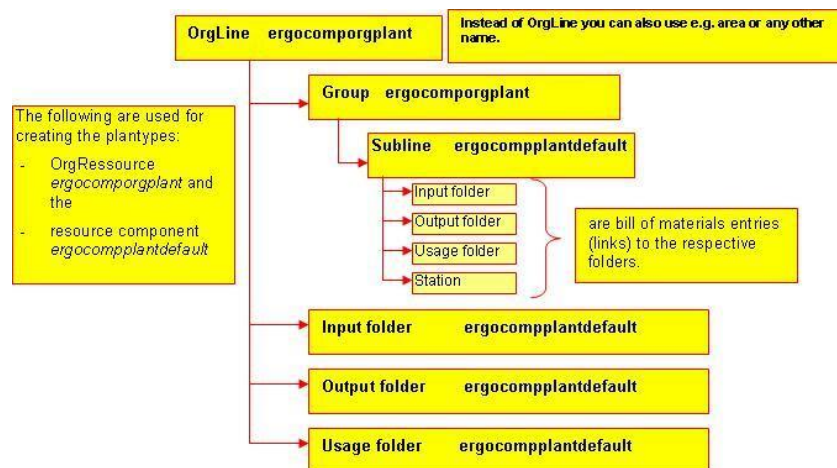 OrgLine ergocomporgplant
Instead of OrgLine you can also use e.g. area or any other
name.
Group ergocomporgplant
The following are used for
creating the plantypes:
- OrgRessource
ergocomporgplant and
the
- resource component
ergocompplantdefault
Subline ergocompplantdefault
Input folder
Output folder
Usage folder
Station
are bill of materials entries
(links) to the respective
folders.
Input folder ergocompplantdefault
Output folder ergocompplantdefault
Usage folder ergocompplantdefault